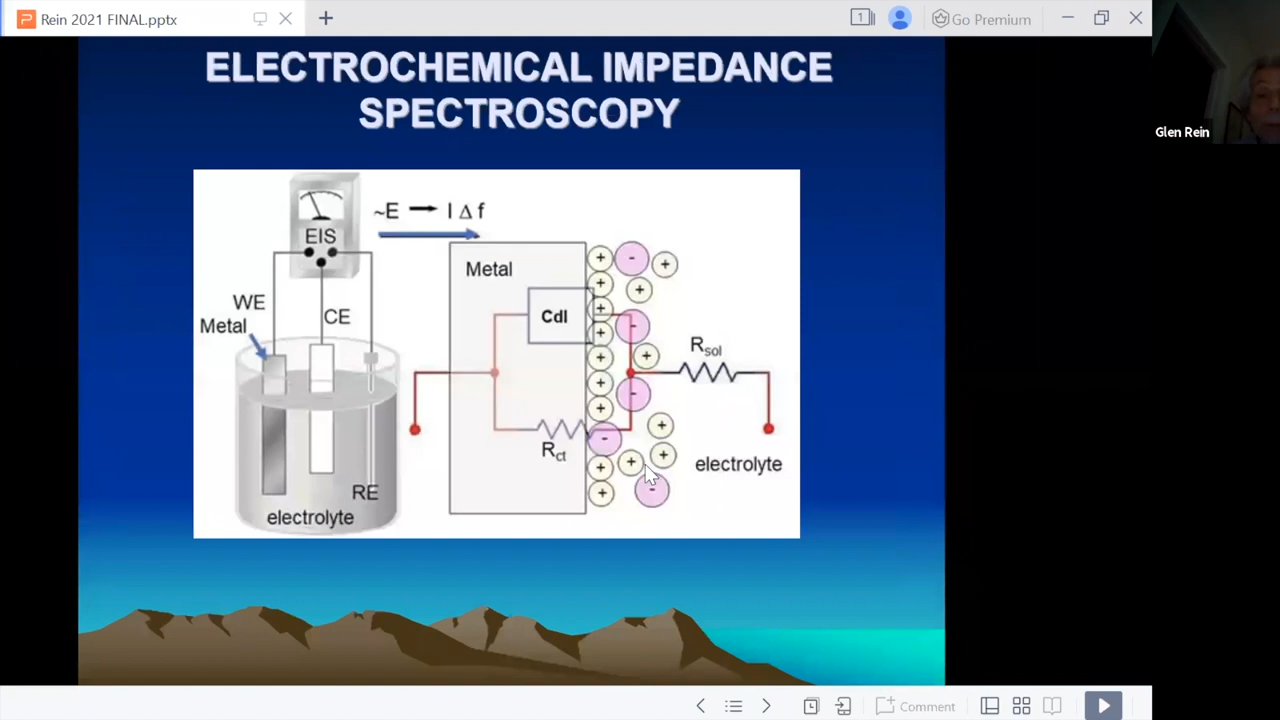 Rein 2021 FINAL.pptx
1
Go Premium
ELECTROCHEMICAL IMPEDANCE
SPECTROSCOPY
Glen Rein
~E → I Δ f
EIS
WE
Metal
CE
RE
electrolyte
Metal
Cdl
Rct
Rsol
electrolyte
Comment